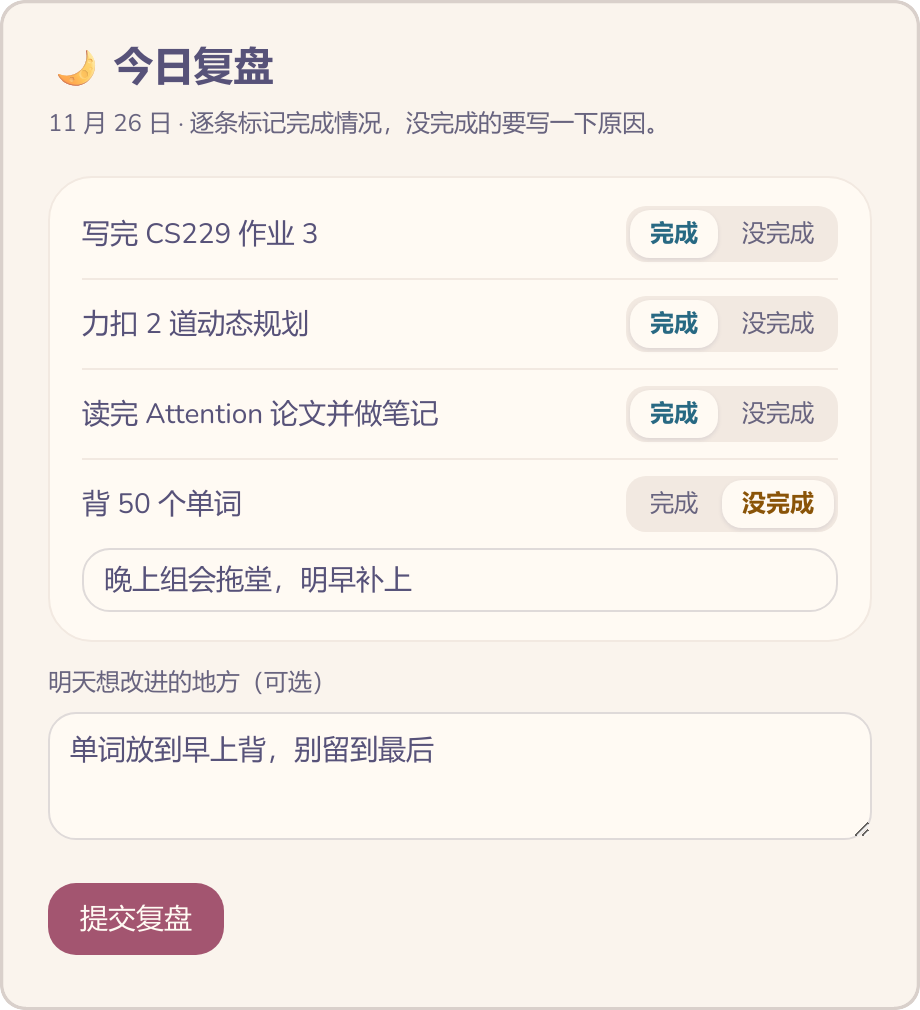 🌙 今日复盘
11 月 26 日 · 逐条标记完成情况，没完成的要写一下原因。
写完 CS229 作业 3 完成 没完成
力扣 2 道动态规划 完成 没完成
读完 Attention 论文并做笔记 完成 没完成
背 50 个单词 完成 没完成
晚上组会拖堂，明早补上
明天想改进的地方（可选）
单词放到早上背，别留到最后
提交复盘